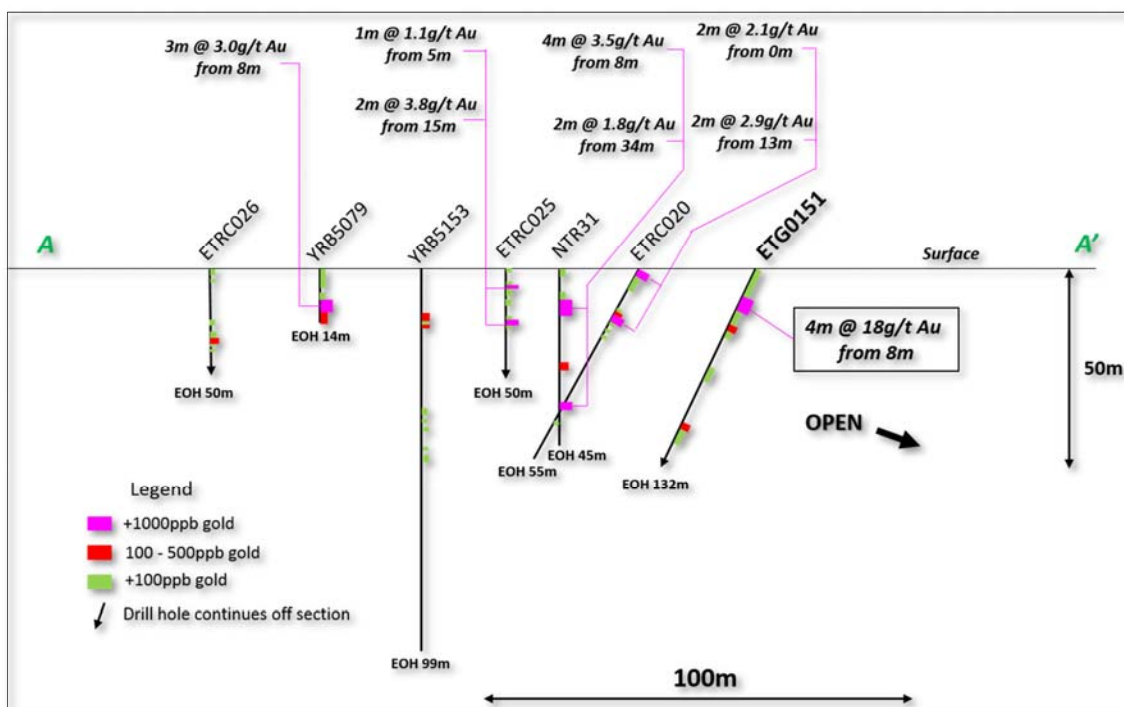 3m @ 3.0g/t Au
from 8m
1m @ 1.1g/t Au
from 5m
2m @ 3.8g/t Au
from 15m
4m @ 3.5g/t Au
from 8m
2m @ 1.8g/t Au
from 34m
2m @ 2.1g/t Au
from 0m
2m @ 2.9g/t Au
from 13m
A
ETRC026
YRB5079
YRB5153
ETRC025
NTR31
ETRC020
ETG0151
Surface
A'
EOH 14m
EOH 50m
EOH 50m
EOH 45m
EOH 55m
EOH 132m
4m @ 18g/t Au
from 8m
50m
OPEN
Legend
+1000ppb gold
100 - 500ppb gold
+100ppb gold
Drill hole continues off section
EOH 99m
100m